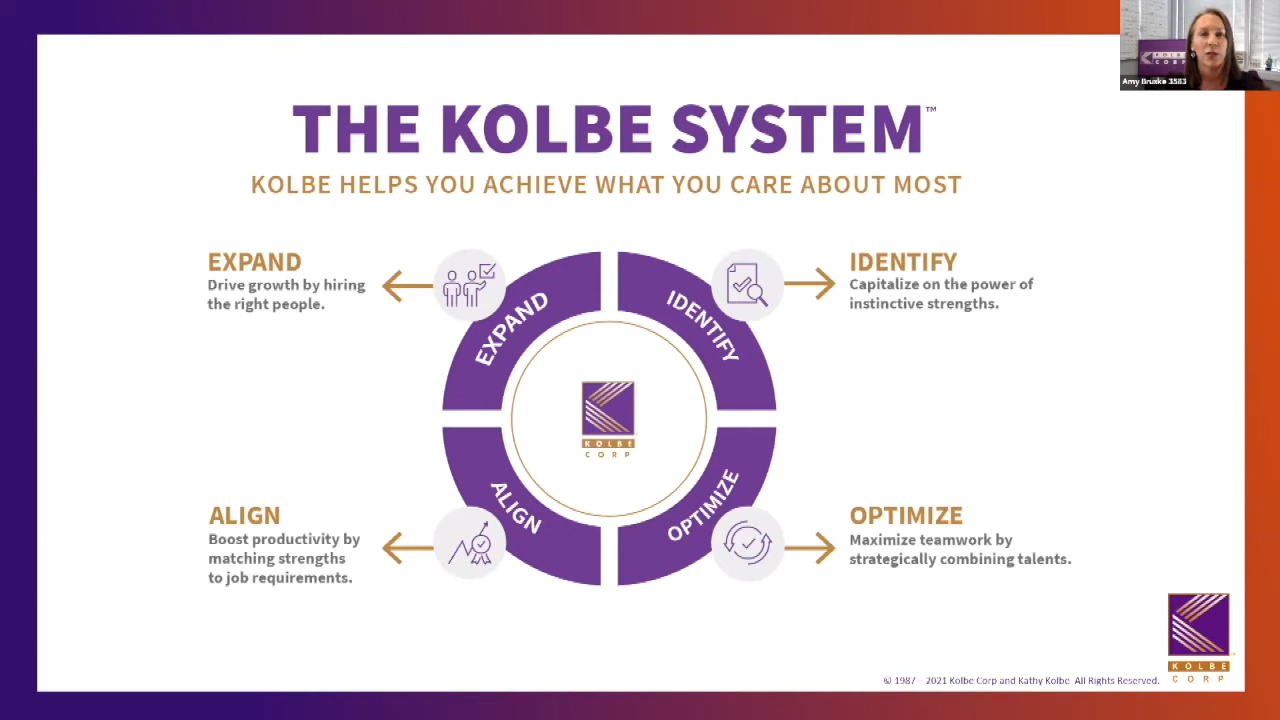 THE KOLBE SYSTEM™
KOLBE HELPS YOU ACHIEVE WHAT YOU CARE ABOUT MOST
EXPAND
Drive growth by hiring
the right people.
IDENTIFY
Capitalize on the power of
instinctive strengths.
EXPAND
IDENTIFY
KOLBE
CORP
ALIGN
OPTIMIZE
ALIGN
Boost productivity by
matching strengths
to job requirements.
OPTIMIZE
Maximize teamwork by
strategically combining talents.
KOLBE
CORP
© 1987 – 2021 Kolbe Corp and Kathy Kolbe All Rights Reserved.
KOLBE
CORP
Amy Bruske 3583